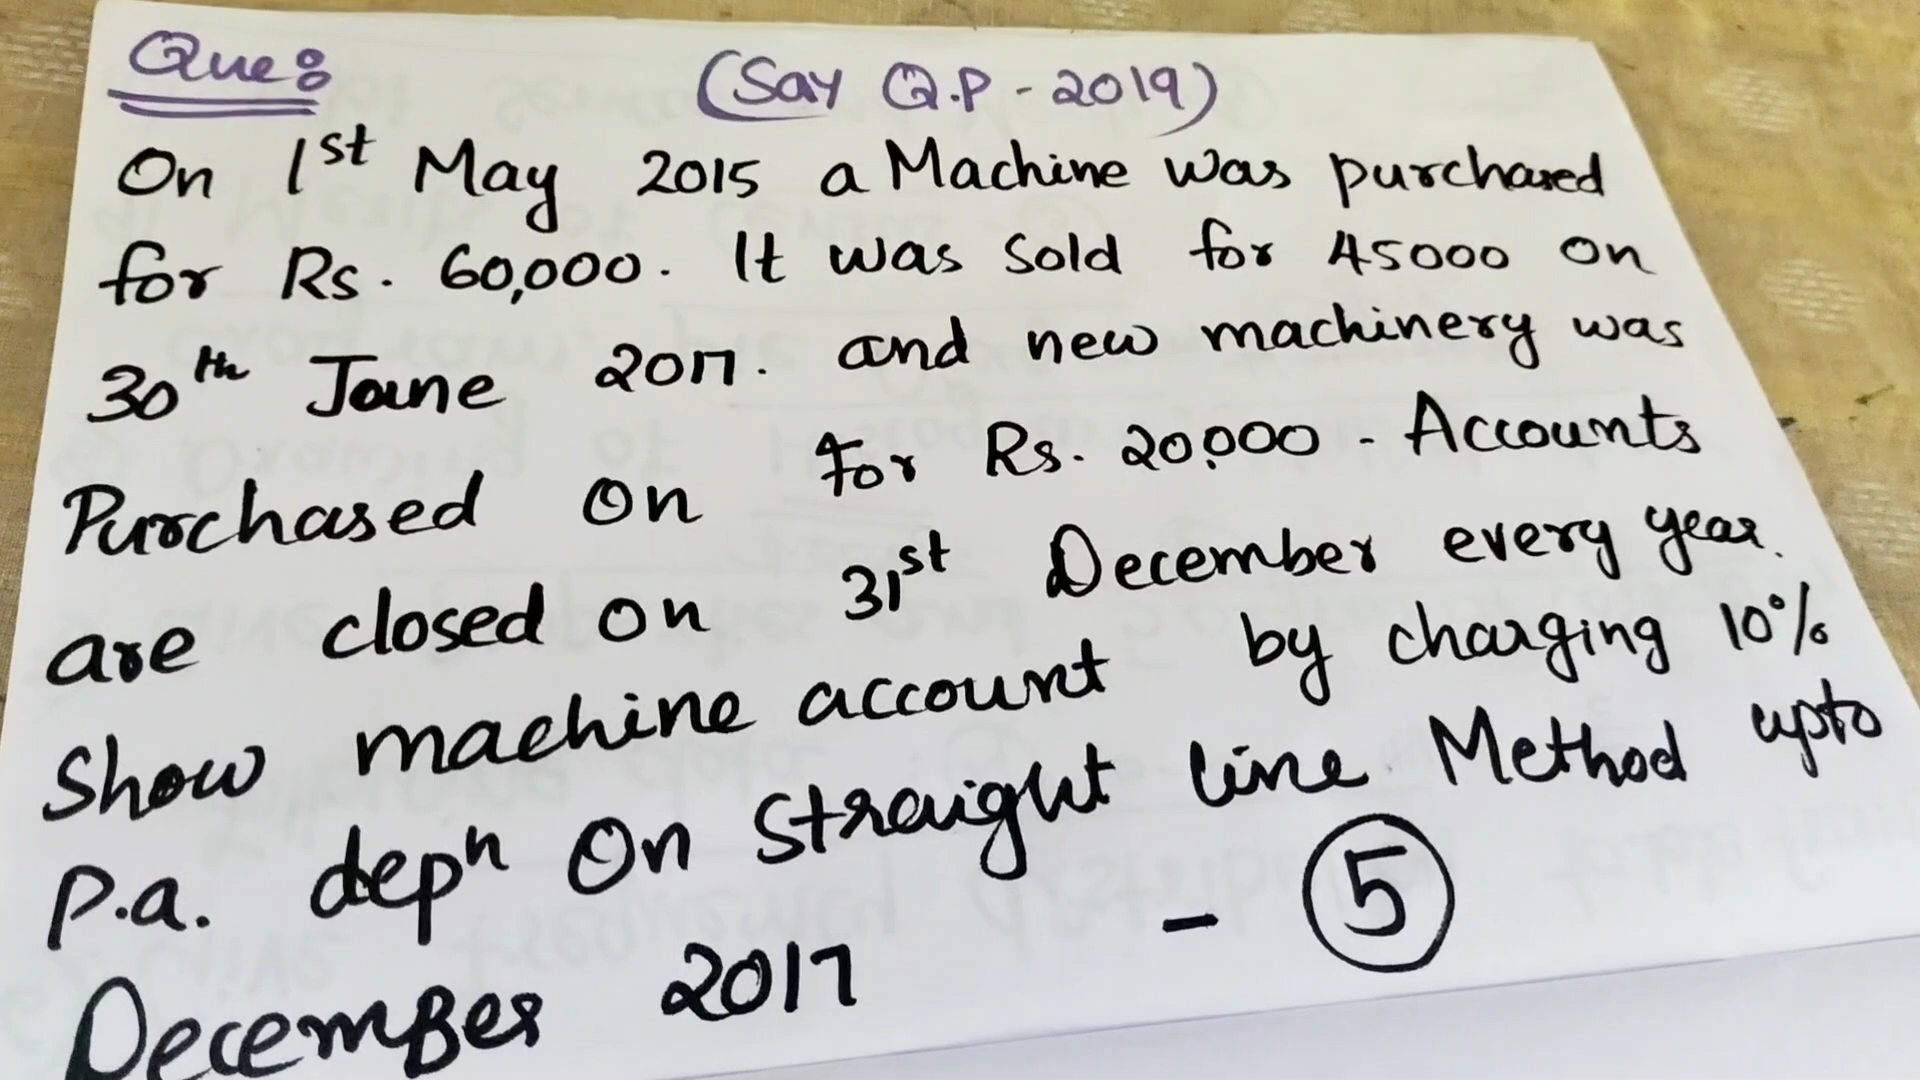 Que:
(Say Q.P - 2019)
On 1st May 2015 a Machine was purchased
for Rs. 60,000. It was Sold for 45000 on
30th June 2017. and new machinery was
Purchased on for Rs. 20,000 - Accounts
are closed on 31st December every year.
Show machine account by charging 10%
P.a. depn On Straight line Method upto
December 2017 - 5